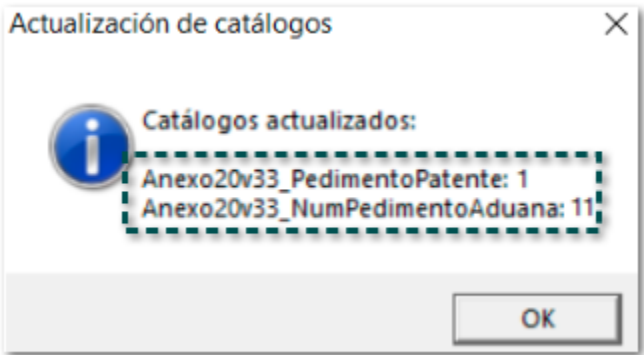 Actualización de catálogos
Catálogos actualizados:
Anexo20v33_PedimentoPatente: 1
Anexo20v33_NumPedimentoAduana: 11
OK